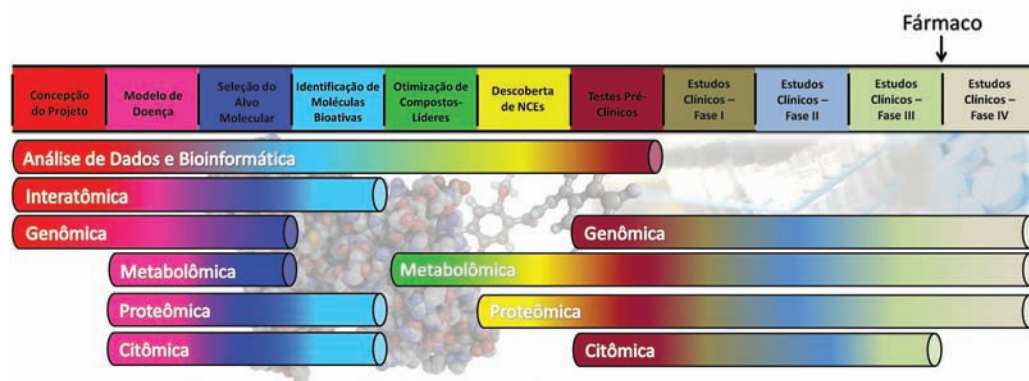 Fármaco
Concepção
do Projeto
Modelo de
Doença
Seleção do
Alvo
Molecular
Identificação de
Moléculas
Bioativas
Otimização de
Compostos-
Líderes
Descoberta
de NCEs
Testes Pré-
Clínicos
Estudos
Clínicos –
Fase I
Estudos
Clínicos –
Fase II
Estudos
Clínicos –
Fase III
Estudos
Clínicos –
Fase IV
Análise de Dados e Bioinformática
Interatômica
Genômica
Genômica
Metabolômica
Metabolômica
Proteômica
Proteômica
Citômica
Citômica